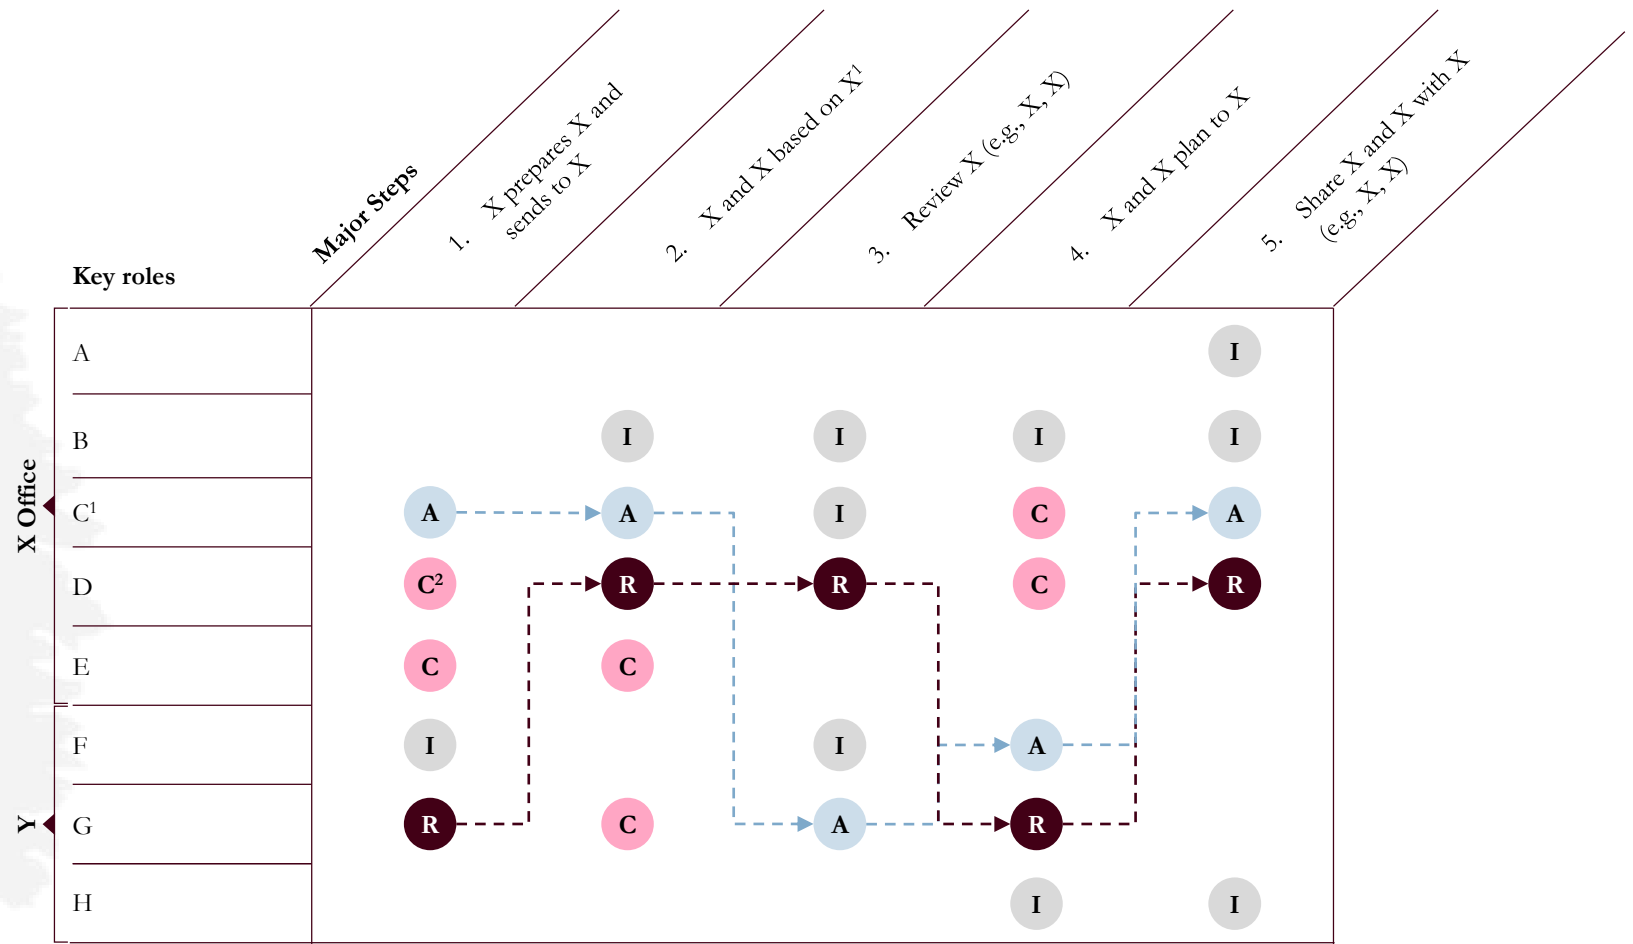 Major Steps
1. X prepares X and
sends to X
2. X and X based on X¹
3. Review X (e.g., X, X)
4. X and X plan to X
5. Share X and X with X
(e.g., X, X)
Key roles
X Office
A I
B I I I I
C¹ A A I C A
D C² R R C R
E C C
Y
F I I A
G R C A R
H I I